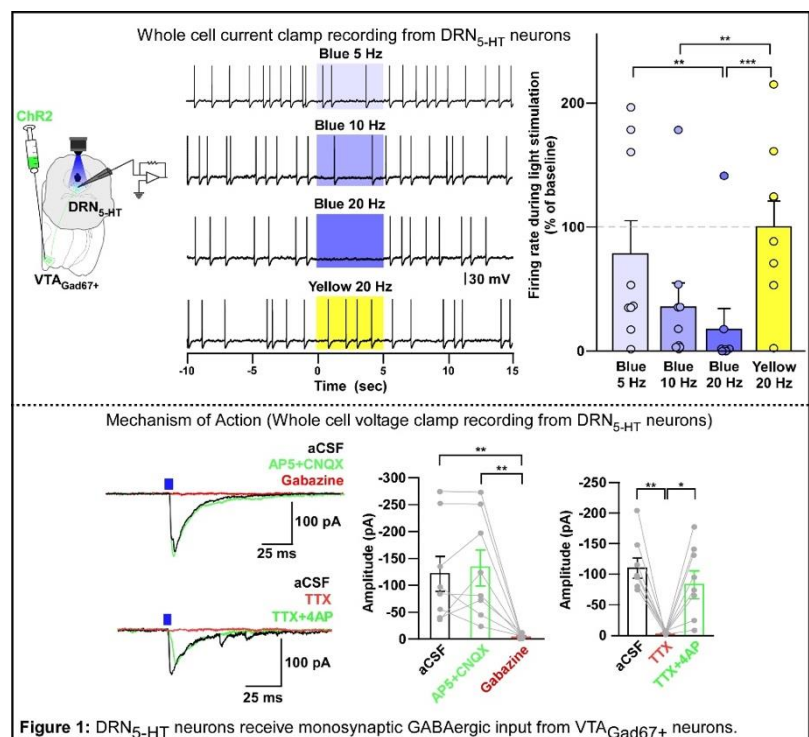 Whole cell current clamp recording from DRN5-HT neurons
ChR2
DRN5-HT
VTAGad67+
Blue 5 Hz
Blue 10 Hz
Blue 20 Hz
30 mV
Yellow 20 Hz
-10 -5 0 5 10 15
Time (sec)
Firing rate during light stimulation
(% of baseline)
200
100
0
** ** ***
Blue 5 Hz
Blue 10 Hz
Blue 20 Hz
Yellow 20 Hz
Mechanism of Action (Whole cell voltage clamp recording from DRN5-HT neurons)
aCSF
AP5+CNQX
Gabazine
100 pA
25 ms
aCSF
TTX
TTX+4AP
100 pA
25 ms
Amplitude (pA)
-300
-250
-200
-150
-100
-50
0
**
**
aCSF
AP5+CNQX
Gabazine
Amplitude (pA)
-250
-200
-150
-100
-50
0
** *
aCSF
TTX
TTX+4AP
Figure 1: DRN5-HT neurons receive monosynaptic GABAergic input from VTAGad67+ neurons.